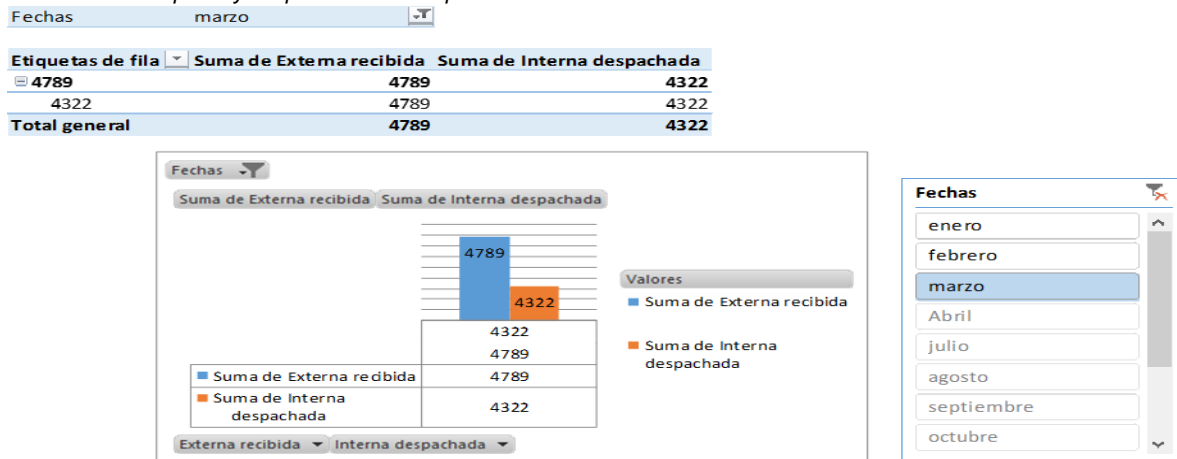 Fechas marzo
Etiquetas de fila Suma de Externa recibida Suma de Interna despachada
4789 4789 4322
4322 4789 4322
Total general 4789 4322
Fechas
Suma de Externa recibida Suma de Interna despachada
4789
4322
Valores
Suma de Externa recibida
Suma de Interna
despachada
4322
4789
Suma de Externa recibida 4789
Suma de Interna
despachada 4322
Externa recibida Interna despachada
Fechas
enero
febrero
marzo
Abril
julio
agosto
septiembre
octubre